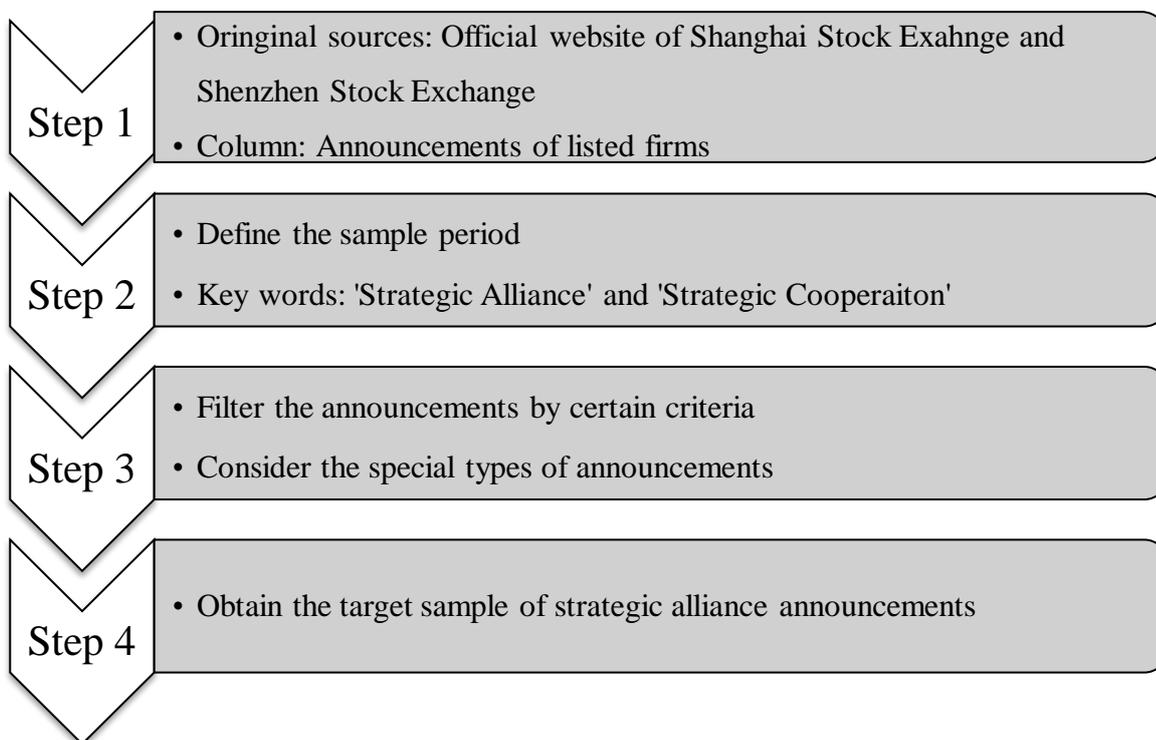 Step 1
• Oringinal sources: Official website of Shanghai Stock Exahnge and
Shenzhen Stock Exchange
• Column: Announcements of listed firms
Step 2
• Define the sample period
• Key words: 'Strategic Alliance' and 'Strategic Cooperaiton'
Step 3
• Filter the announcements by certain criteria
• Consider the special types of announcements
Step 4
• Obtain the target sample of strategic alliance announcements